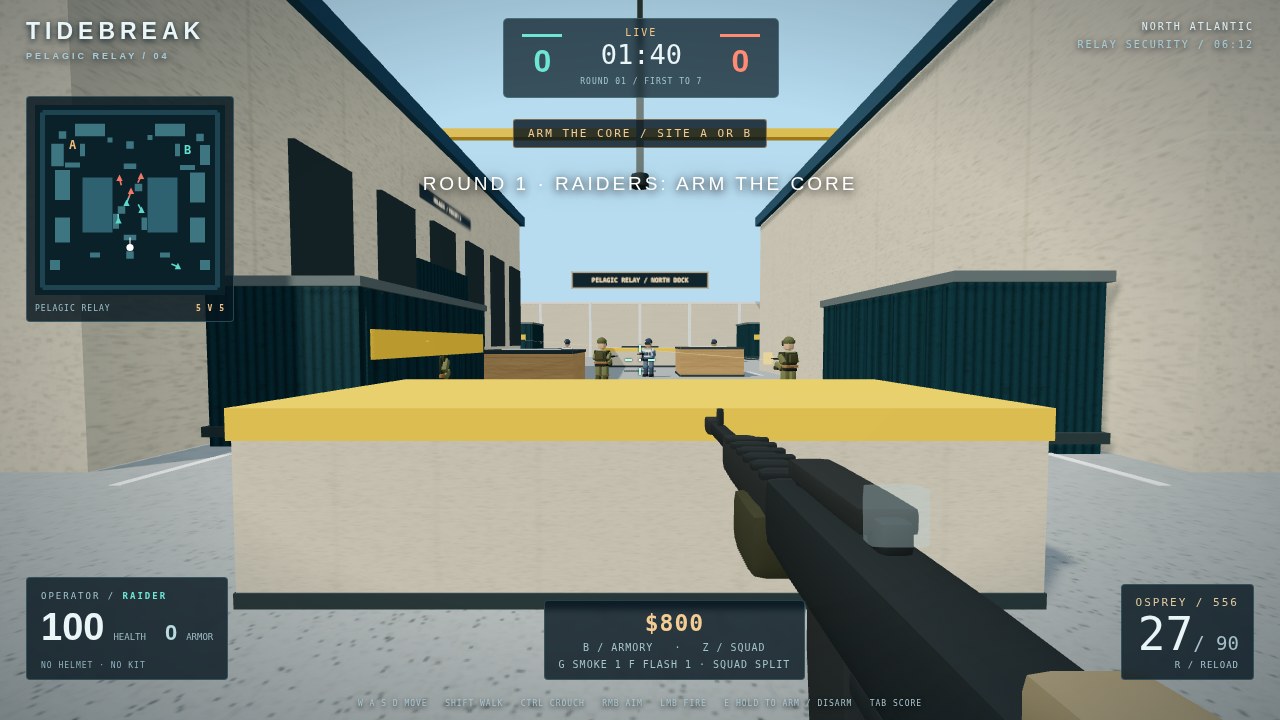 TIDEBREAK
PELAGIC RELAY / 04
LIVE
0 01:40 0
ROUND 01 / FIRST TO 7
NORTH ATLANTIC
RELAY SECURITY / 06:12
ARM THE CORE / SITE A OR B
ROUND 1 · RAIDERS: ARM THE CORE
A
B
PELAGIC RELAY 5 V 5
PELAGIC RELAY / NORTH DOCK
OPERATOR / RAIDER
100 HEALTH 0 ARMOR
NO HELMET · NO KIT
$800
B / ARMORY · Z / SQUAD
G SMOKE 1 F FLASH 1 · SQUAD SPLIT
OSPREY / 556
27 / 90
R / RELOAD
W A S D MOVE SHIFT WALK CTRL CROUCH RMB AIM LMB FIRE E HOLD TO ARM / DISARM TAB SCORE